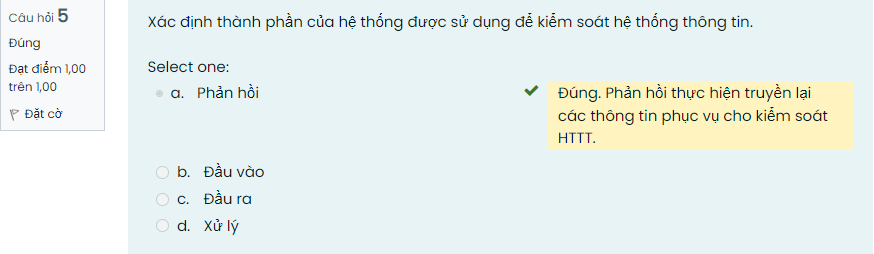 Câu hỏi 5
Đúng
Đạt điểm 1,00
trên 1,00
Đặt cờ
Xác định thành phần của hệ thống được sử dụng để kiểm soát hệ thống thông tin.
Select one:
a. Phản hồi
Đúng. Phản hồi thực hiện truyền lại
các thông tin phục vụ cho kiểm soát
HTTT.
b. Đầu vào
c. Đầu ra
d. Xử lý